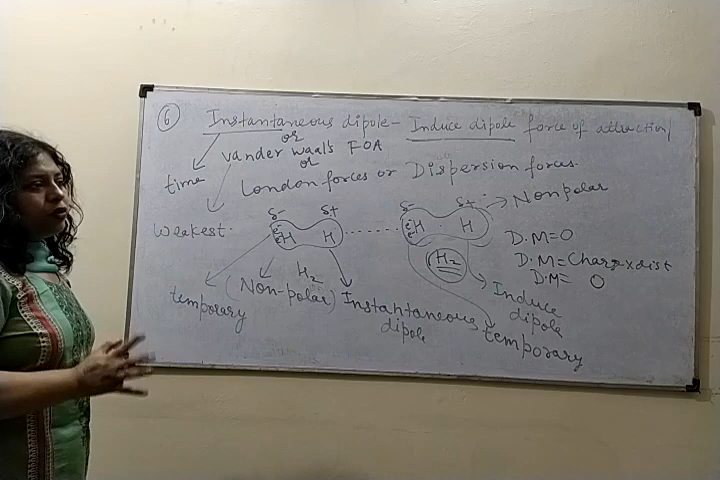 6 Instantaneous dipole - Induce dipole force of attraction
or
vander waal's FOA
or
time
London forces or Dispersion forces.
Weakest.
δ- δ+ δ- δ+ Nonpolar
e- e- H H e- e- H H
D.M=0
D.M=Charge x dist
D.M= 0
H2
H2
temporary (Non-polar) Instantaneous dipole
Induce dipole
temporary